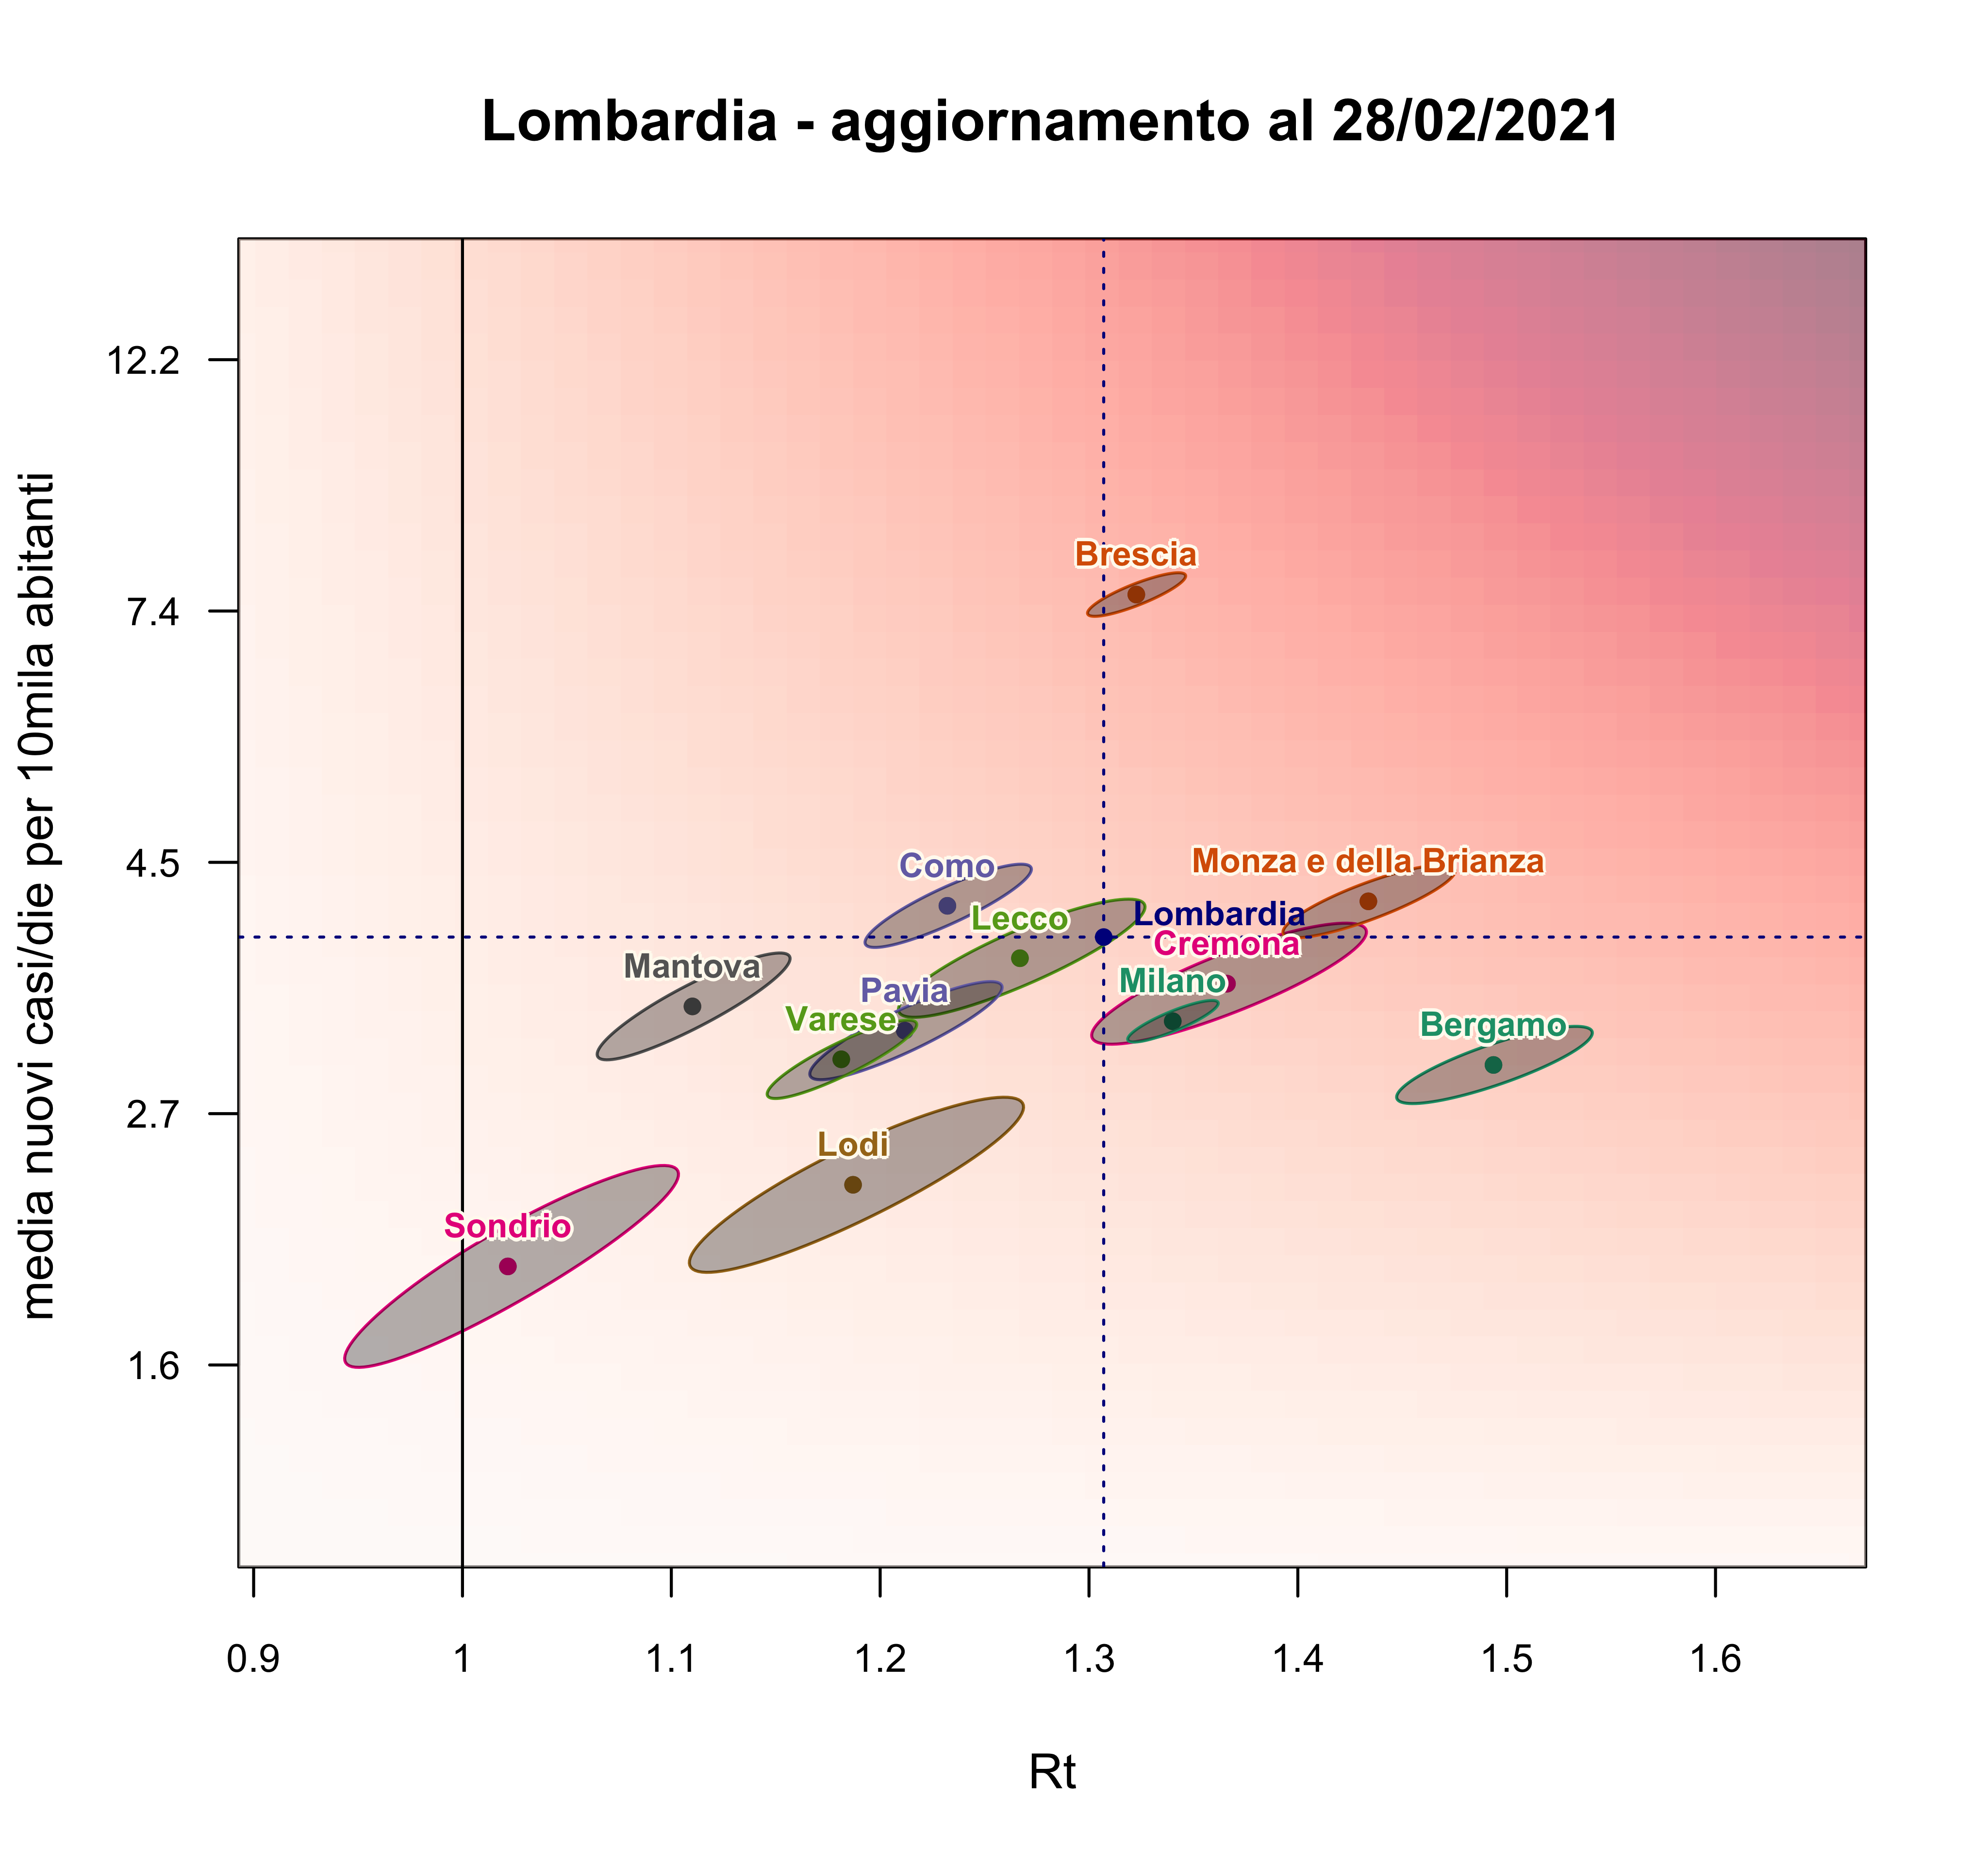 Lombardia - aggiornamento al 28/02/2021
media nuovi casi/die per 10mila abitanti
12.2
7.4
4.5
2.7
1.6
Brescia
Monza e della Brianza
Como
Lombardia
Lecco
Cremona
Mantova
Milano
Pavia
Varese
Bergamo
Lodi
Sondrio
0.9 1 1.1 1.2 1.3 1.4 1.5 1.6
Rt